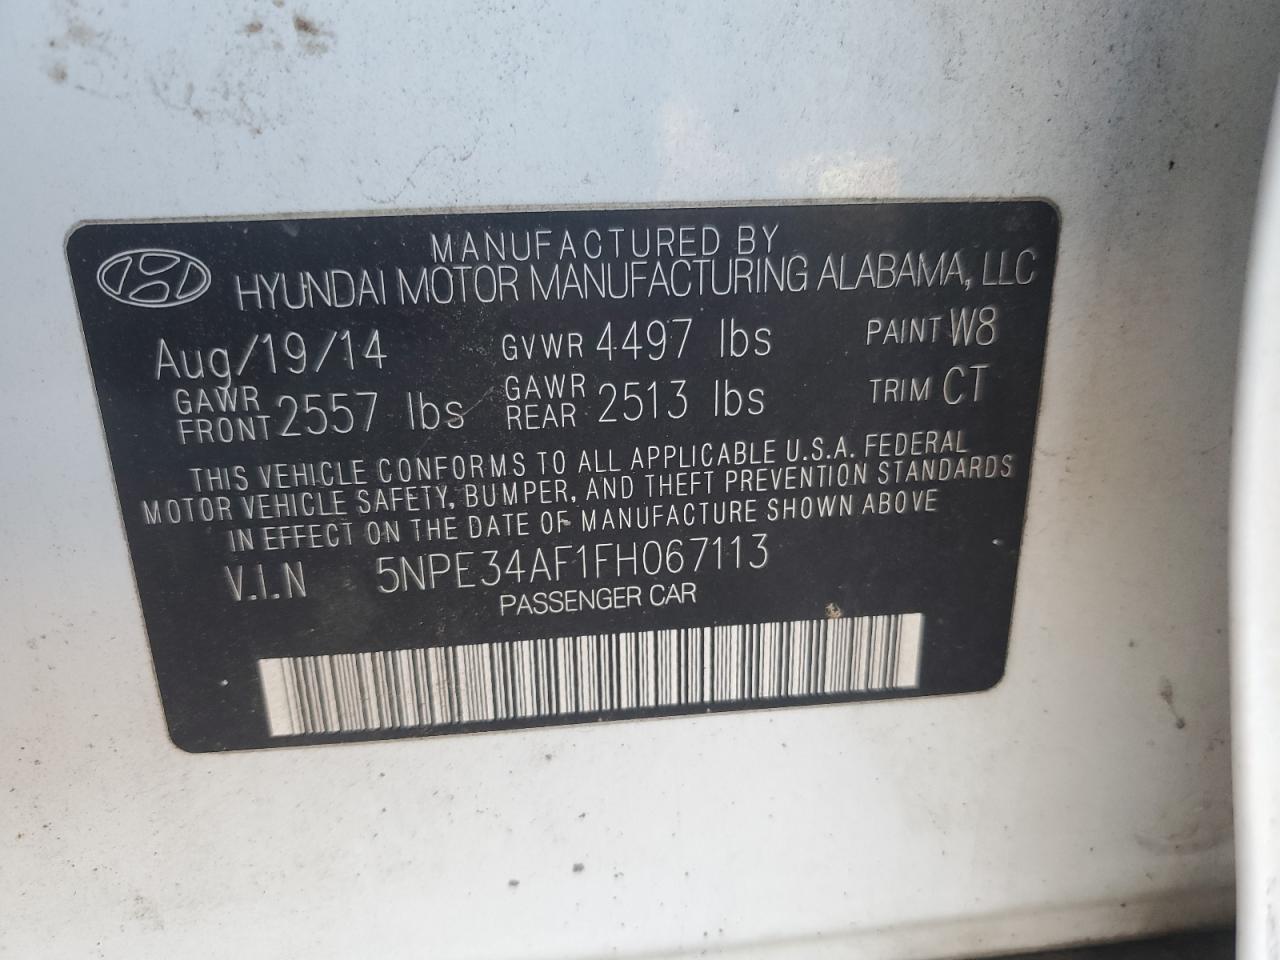 MANUFACTURED BY
HYUNDAI MOTOR MANUFACTURING ALABAMA, LLC
Aug/19/14 GVWR 4497 lbs PAINT W8
GAWR FRONT 2557 lbs GAWR REAR 2513 lbs TRIM CT
THIS VEHICLE CONFORMS TO ALL APPLICABLE U.S.A. FEDERAL
MOTOR VEHICLE SAFETY, BUMPER, AND THEFT PREVENTION STANDARDS
IN EFFECT ON THE DATE OF MANUFACTURE SHOWN ABOVE
V.I.N 5NPE34AF1FH067113
PASSENGER CAR